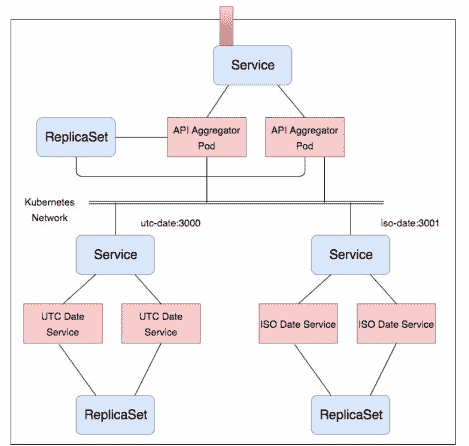 Service
ReplicaSet
API Aggregator
Pod
API Aggregator
Pod
Kubernetes
Network
utc-date:3000
iso-date:3001
Service
Service
UTC Date
Service
UTC Date
Service
ISO Date Service
ISO Date Service
ReplicaSet
ReplicaSet